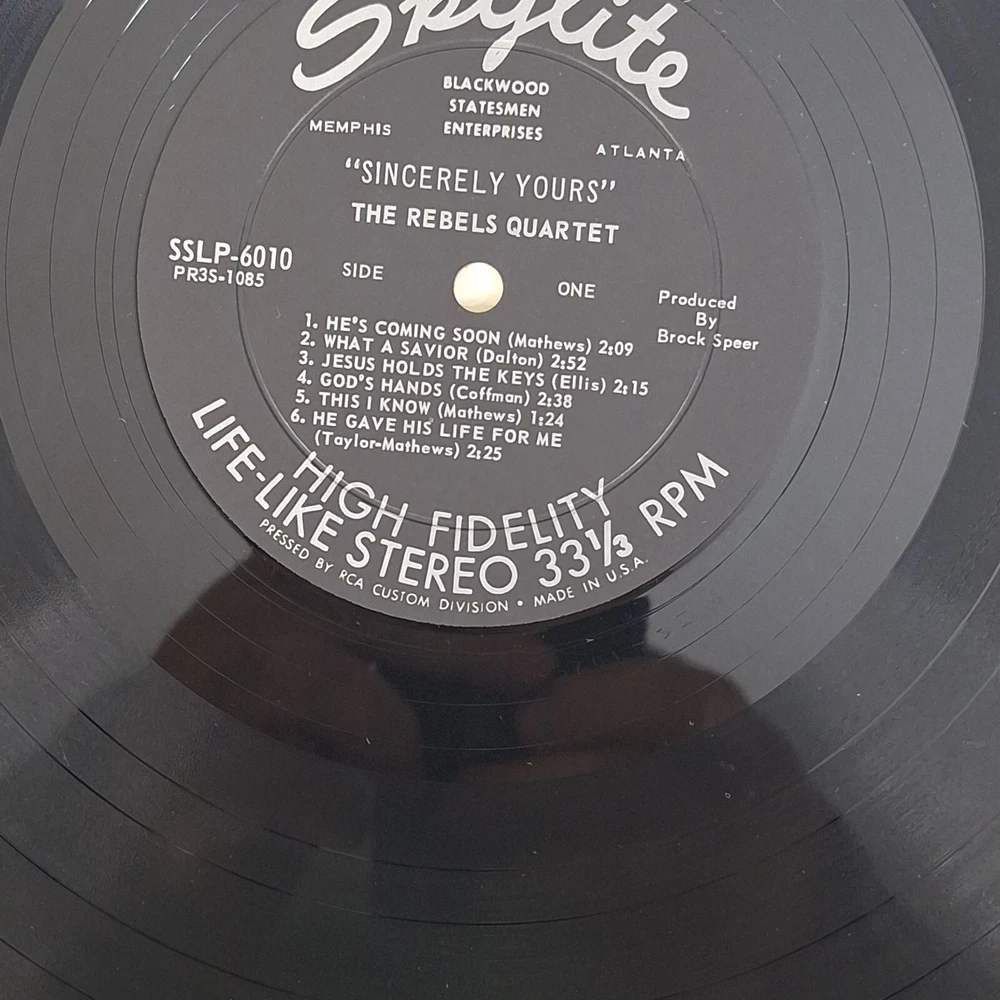 Skylite
BLACKWOOD
STATESMEN
ENTERPRISES
MEMPHIS
ATLANTA
"SINCERELY YOURS"
THE REBELS QUARTET
SSLP-6010
PR3S-1085
SIDE ONE
Produced
By
Brock Speer
1. HE'S COMING SOON (Mathews) 2:09
2. WHAT A SAVIOR (Dalton) 2:52
3. JESUS HOLDS THE KEYS (Ellis) 2:15
4. GOD'S HANDS (Coffman) 2:38
5. THIS I KNOW (Mathews) 1:24
6. HE GAVE HIS LIFE FOR ME
(Taylor-Mathews) 2:25
HIGH FIDELITY
LIFE-LIKE STEREO 33⅓ RPM
PRESSED BY RCA CUSTOM DIVISION • MADE IN U.S.A.